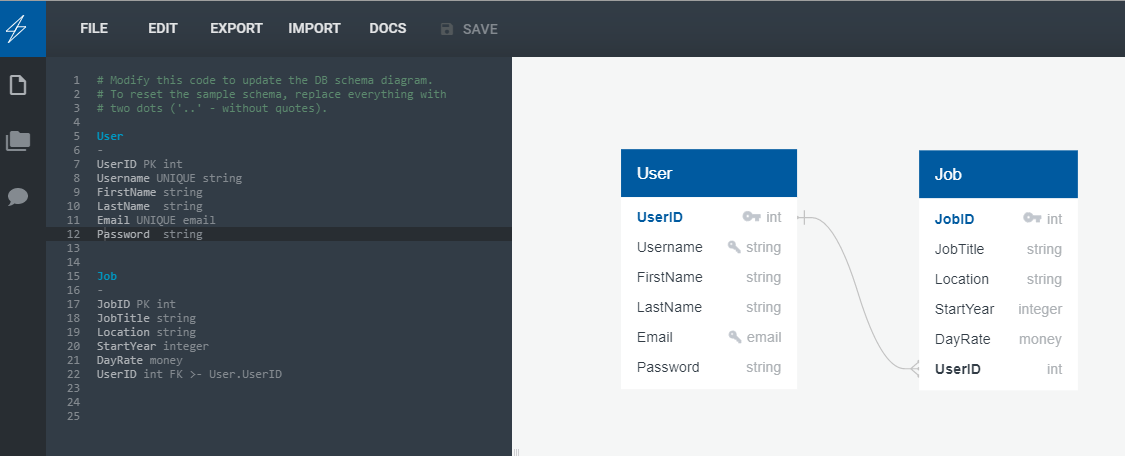 FILE EDIT EXPORT IMPORT DOCS SAVE
1 # Modify this code to update the DB schema diagram.
2 # To reset the sample schema, replace everything with
3 # two dots ('..' - without quotes).
4
5 User
6 -
7 UserID PK int
8 Username UNIQUE string
9 FirstName string
10 LastName  string
11 Email UNIQUE email
12 Password  string
13
14
15 Job
16 -
17 JobID PK int
18 JobTitle string
19 Location string
20 StartYear integer
21 DayRate money
22 UserID int FK >- User.UserID
23
24
25
User
UserID int
Username string
FirstName string
LastName string
Email email
Password string
Job
JobID int
JobTitle string
Location string
StartYear integer
DayRate money
UserID int